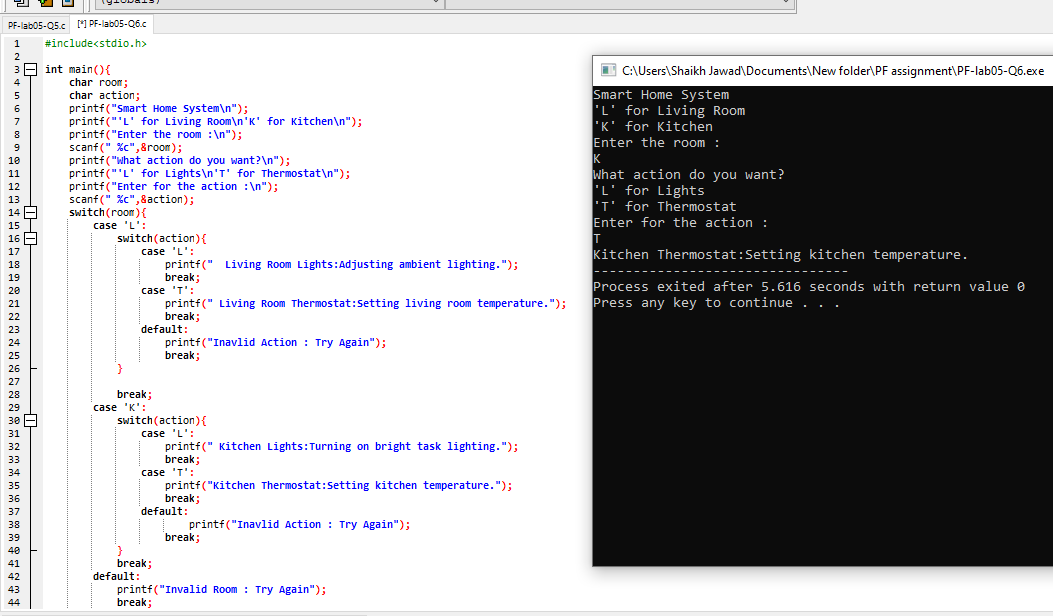 (globals)
PF-lab05-Q5.c [*] PF-lab05-Q6.c
1 #include<stdio.h>
2
3 int main(){
4 char room;
5 char action;
6 printf("Smart Home System\n");
7 printf("'L' for Living Room\n'K' for Kitchen\n");
8 printf("Enter the room :\n");
9 scanf(" %c",&room);
10 printf("What action do you want?\n");
11 printf("'L' for Lights\n'T' for Thermostat\n");
12 printf("Enter for the action :\n");
13 scanf(" %c",&action);
14 switch(room){
15 case 'L':
16 switch(action){
17 case 'L':
18 printf("  Living Room Lights:Adjusting ambient lighting.");
19 break;
20 case 'T':
21 printf(" Living Room Thermostat:Setting living room temperature.");
22 break;
23 default:
24 printf("Inavlid Action : Try Again");
25 break;
26 }
27
28 break;
29 case 'K':
30 switch(action){
31 case 'L':
32 printf(" Kitchen Lights:Turning on bright task lighting.");
33 break;
34 case 'T':
35 printf("Kitchen Thermostat:Setting kitchen temperature.");
36 break;
37 default:
38 printf("Inavlid Action : Try Again");
39 break;
40 }
41 break;
42 default:
43 printf("Invalid Room : Try Again");
44 break;
C:\Users\Shaikh Jawad\Documents\New folder\PF assignment\PF-lab05-Q6.exe
Smart Home System
'L' for Living Room
'K' for Kitchen
Enter the room :
K
What action do you want?
'L' for Lights
'T' for Thermostat
Enter for the action :
T
Kitchen Thermostat:Setting kitchen temperature.
--------------------------------
Process exited after 5.616 seconds with return value 0
Press any key to continue . . .